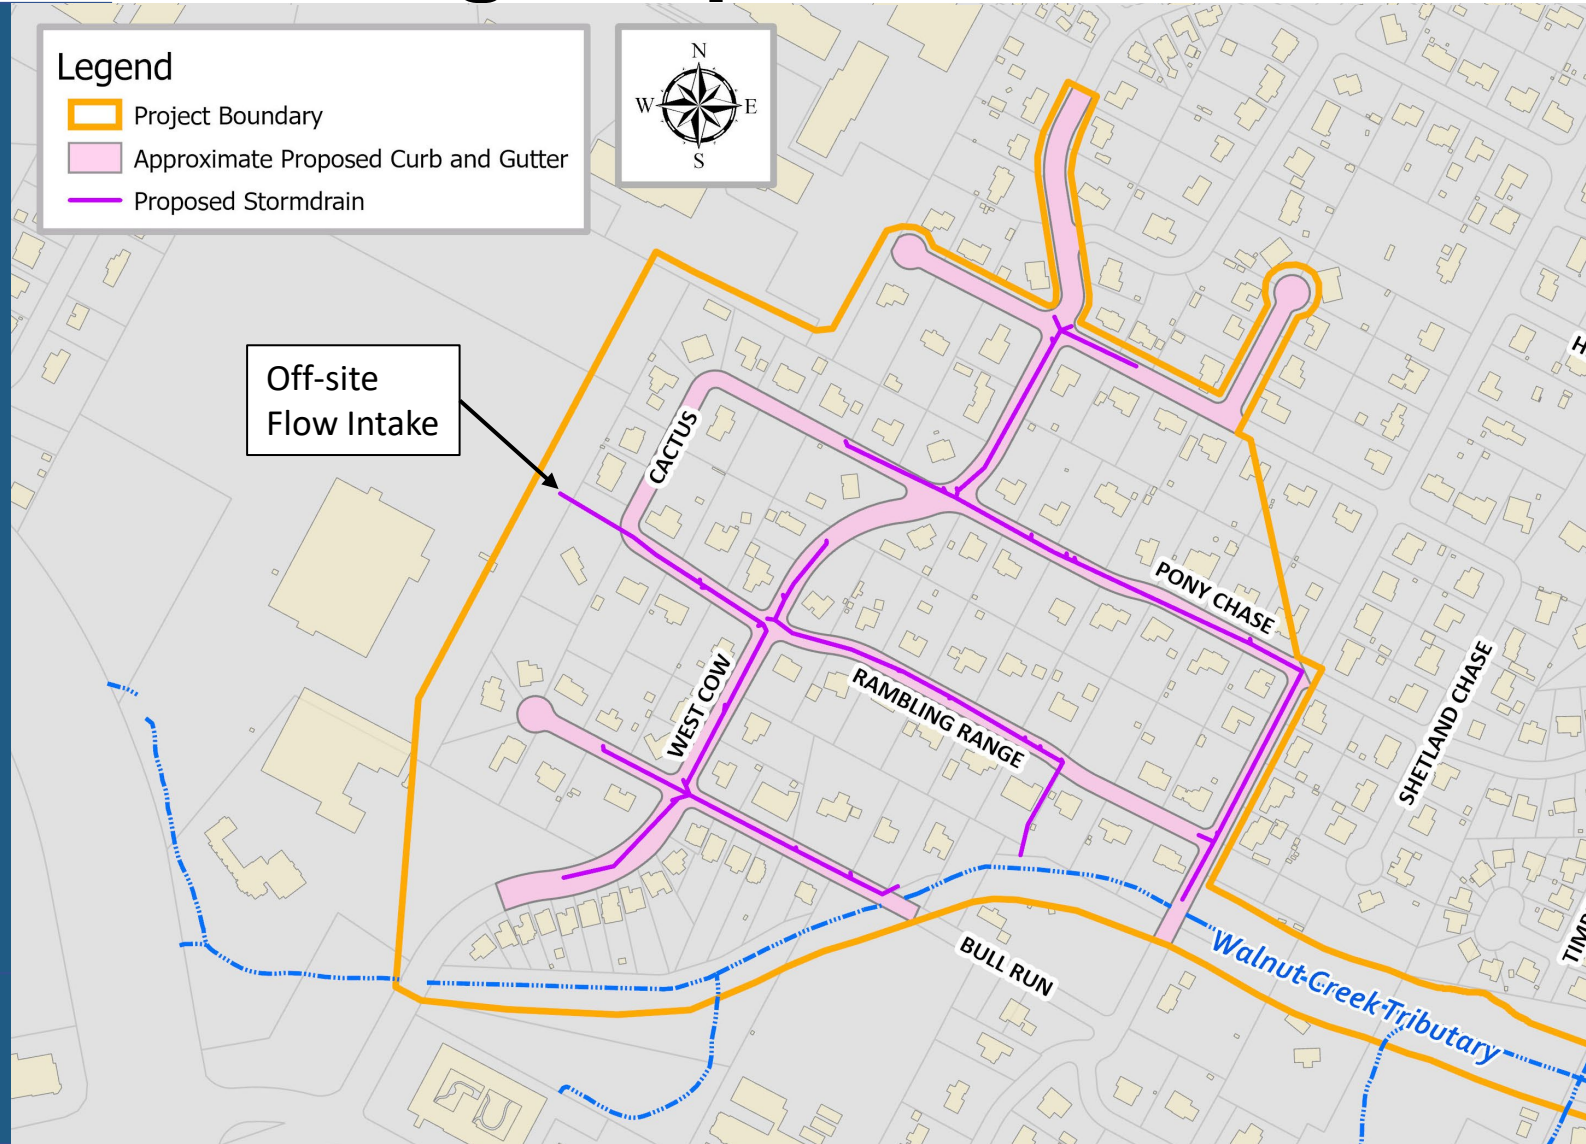 Legend
Project Boundary
Approximate Proposed Curb and Gutter
Proposed Stormdrain
N
W
E
S
Off-site
Flow Intake
CACTUS
PONY CHASE
WEST COW
RAMBLING RANGE
SHETLAND CHASE
BULL RUN
Walnut Creek Tributary
TIMB
H